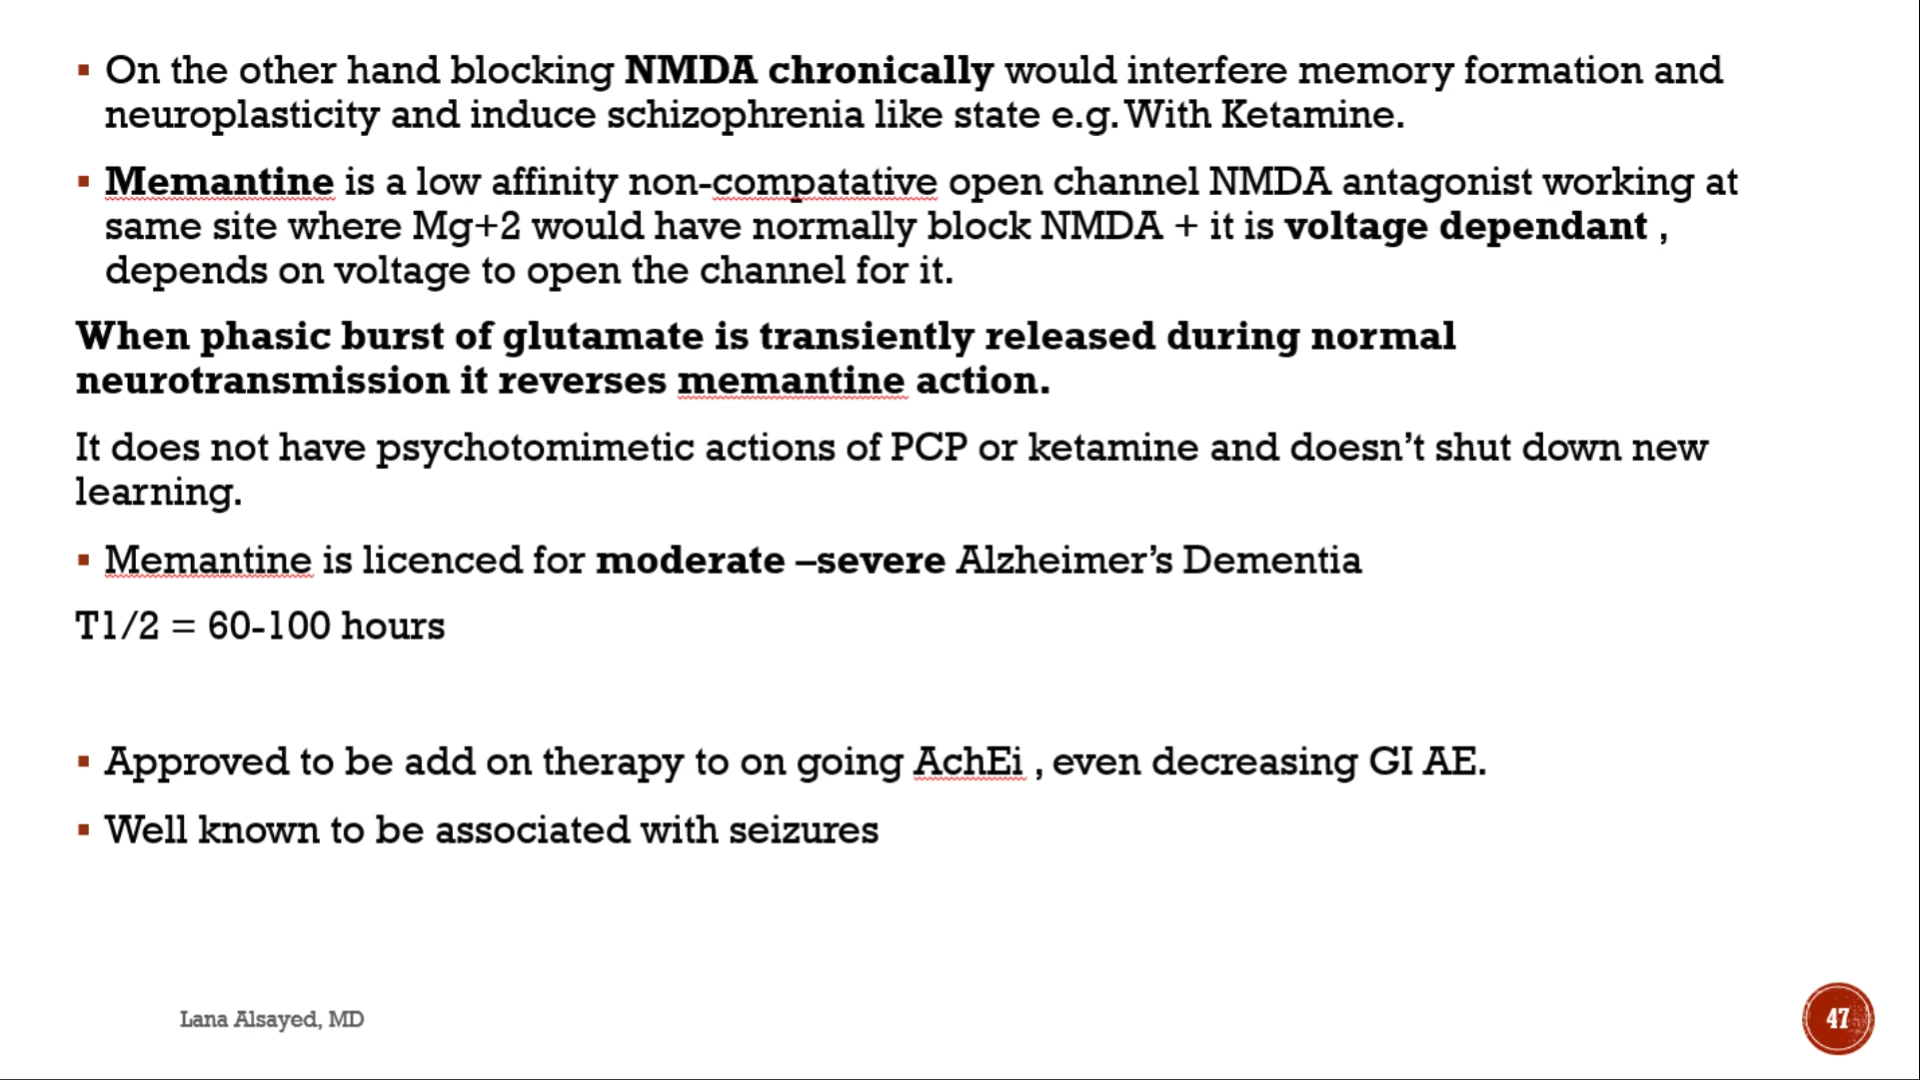 ▪ On the other hand blocking NMDA chronically would interfere memory formation and
neuroplasticity and induce schizophrenia like state e.g. With Ketamine.
▪ Memantine is a low affinity non-compatative open channel NMDA antagonist working at
same site where Mg+2 would have normally block NMDA + it is voltage dependant ,
depends on voltage to open the channel for it.
When phasic burst of glutamate is transiently released during normal
neurotransmission it reverses memantine action.
It does not have psychotomimetic actions of PCP or ketamine and doesn’t shut down new
learning.
▪ Memantine is licenced for moderate –severe Alzheimer’s Dementia
T1/2 = 60-100 hours
▪ Approved to be add on therapy to on going AchEi , even decreasing GI AE.
▪ Well known to be associated with seizures
Lana Alsayed, MD
47